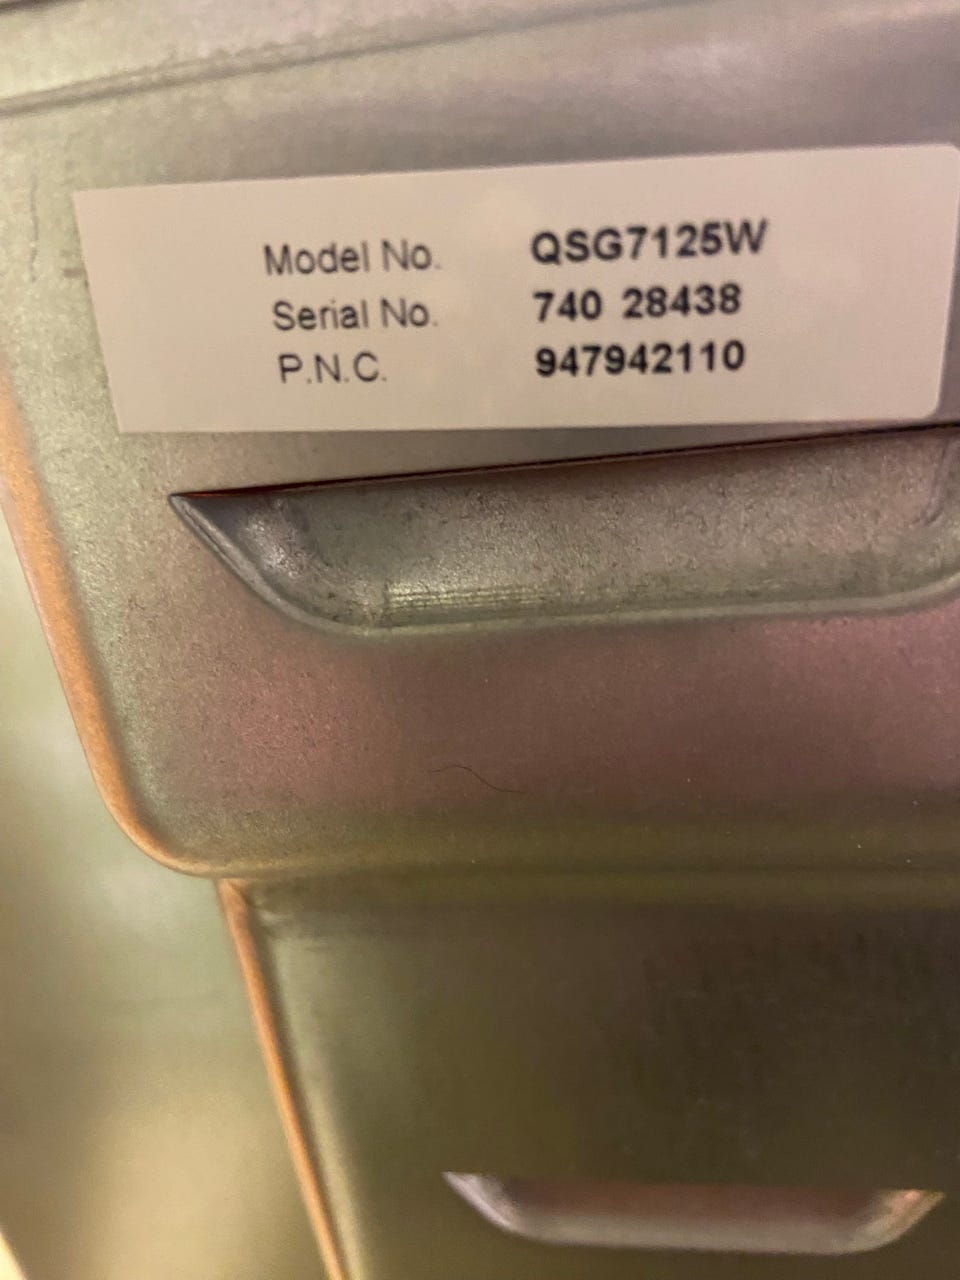 Model No. QSG7125W
Serial No. 740 28438
P.N.C. 947942110